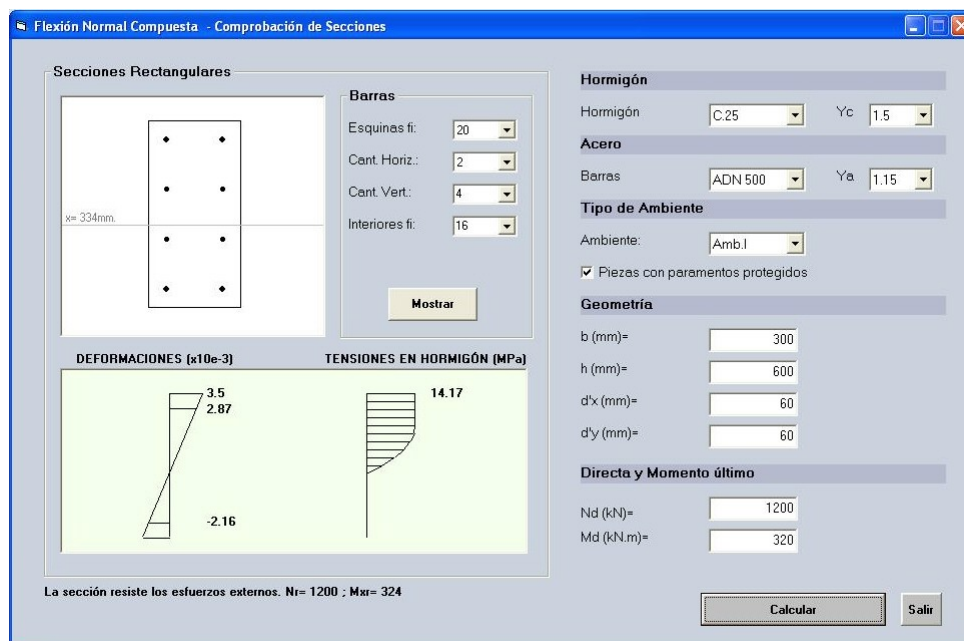 Flexión Normal Compuesta - Comprobación de Secciones
Secciones Rectangulares
x= 334mm.
Barras
Esquinas fi: 20
Cant. Horiz.: 2
Cant. Vert.: 4
Interiores fi: 16
Mostrar
DEFORMACIONES (x10e-3)
TENSIONES EN HORMIGÓN (MPa)
3.5
2.87
-2.16
14.17
La sección resiste los esfuerzos externos. Nr= 1200 ; Mxr= 324
Hormigón
Hormigón C.25 Yc 1.5
Acero
Barras ADN 500 Ya 1.15
Tipo de Ambiente
Ambiente: Amb.I
Piezas con paramentos protegidos
Geometría
b (mm)= 300
h (mm)= 600
d'x (mm)= 60
d'y (mm)= 60
Directa y Momento último
Nd (kN)= 1200
Md (kN.m)= 320
Calcular
Salir